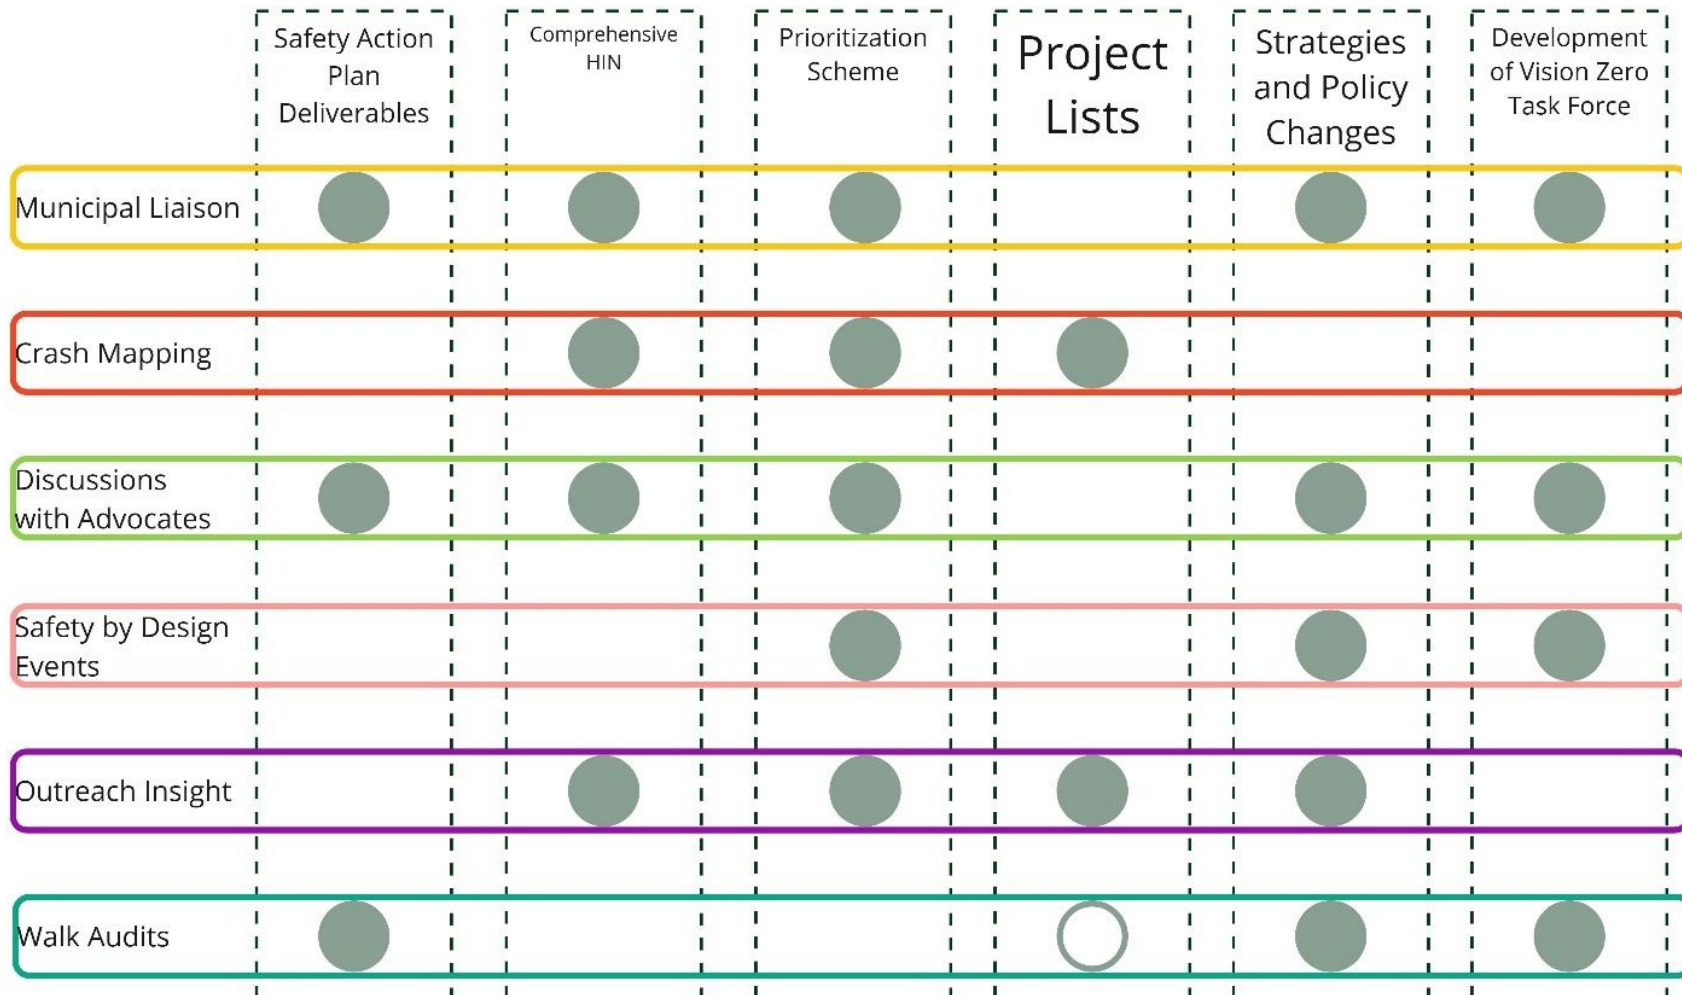 Safety Action
Plan
Deliverables
Comprehensive
HIN
Prioritization
Scheme
Project
Lists
Strategies
and Policy
Changes
Development
of Vision Zero
Task Force
Municipal Liaison
Crash Mapping
Discussions
with Advocates
Safety by Design
Events
Outreach Insight
Walk Audits